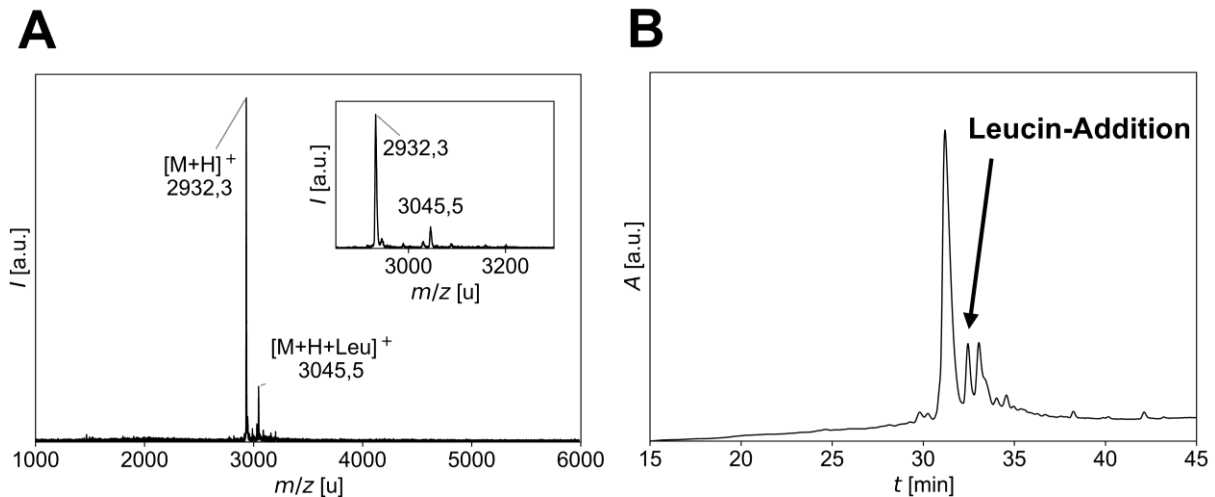 A
I [a.u.]
[M+H]+
2932,3
[M+H+Leu]+
3045,5
1000 2000 3000 4000 5000 6000
m/z [u]
I [a.u.]
2932,3
3045,5
3000 3200
m/z [u]
B
A [a.u.]
Leucin-Addition
15 20 25 30 35 40 45
t [min]